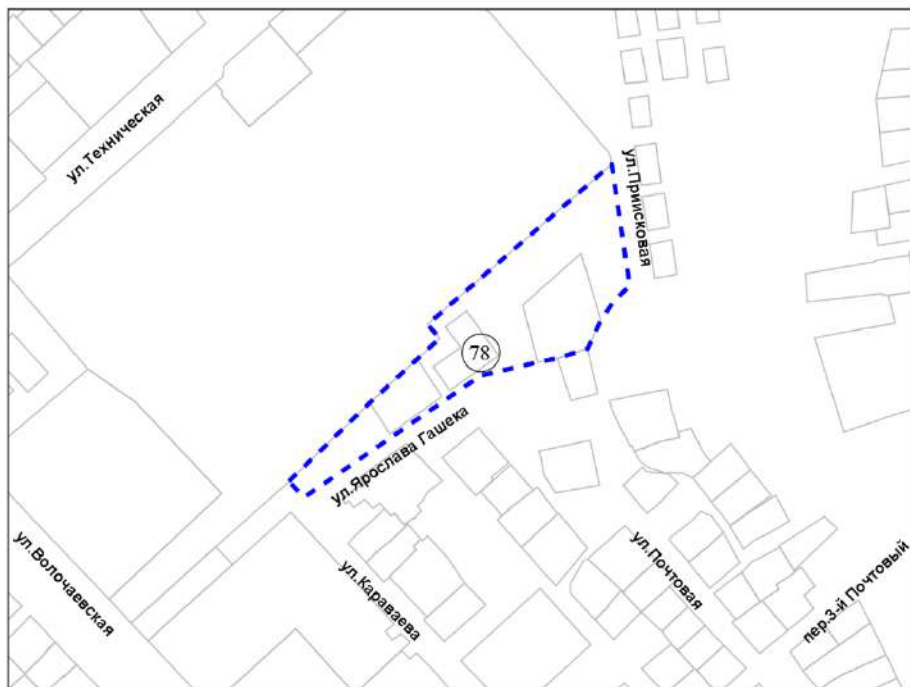 ул.Техническая
ул.Приисковая
78
ул.Ярослава Гашека
ул.Волочаевская
ул.Караваева
ул.Почтовая
пер.3-й Почтовый